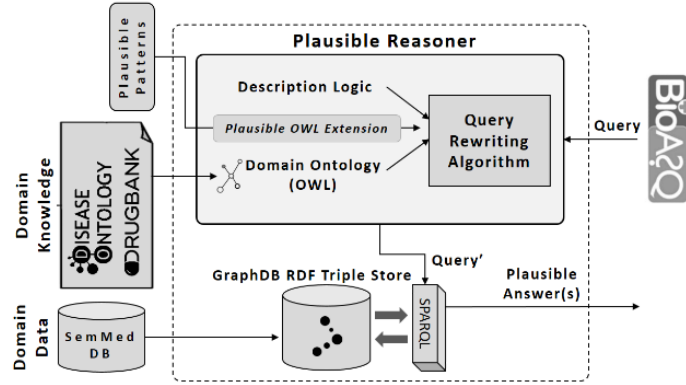 Plausible
Patterns
Plausible Reasoner
Description Logic
Plausible OWL Extension
Domain Ontology
(OWL)
Query
Rewriting
Algorithm
Query
BioASQ
Domain
Knowledge
DISEASE
ONTOLOGY
DRUGBANK
Query’
GraphDB RDF Triple Store
Plausible
Answer(s)
SPARQL
Domain
Data
SemMed
DB